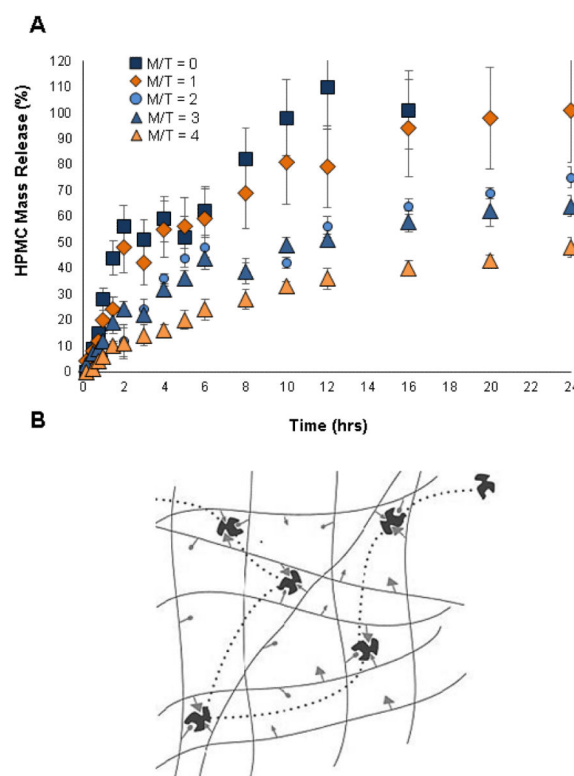 A
HPMC Mass Release (%)
120
110
100
90
80
70
60
50
40
30
20
10
0
M/T = 0
M/T = 1
M/T = 2
M/T = 3
M/T = 4
0 2 4 6 8 10 12 14 16 18 20 22 24
Time (hrs)
B